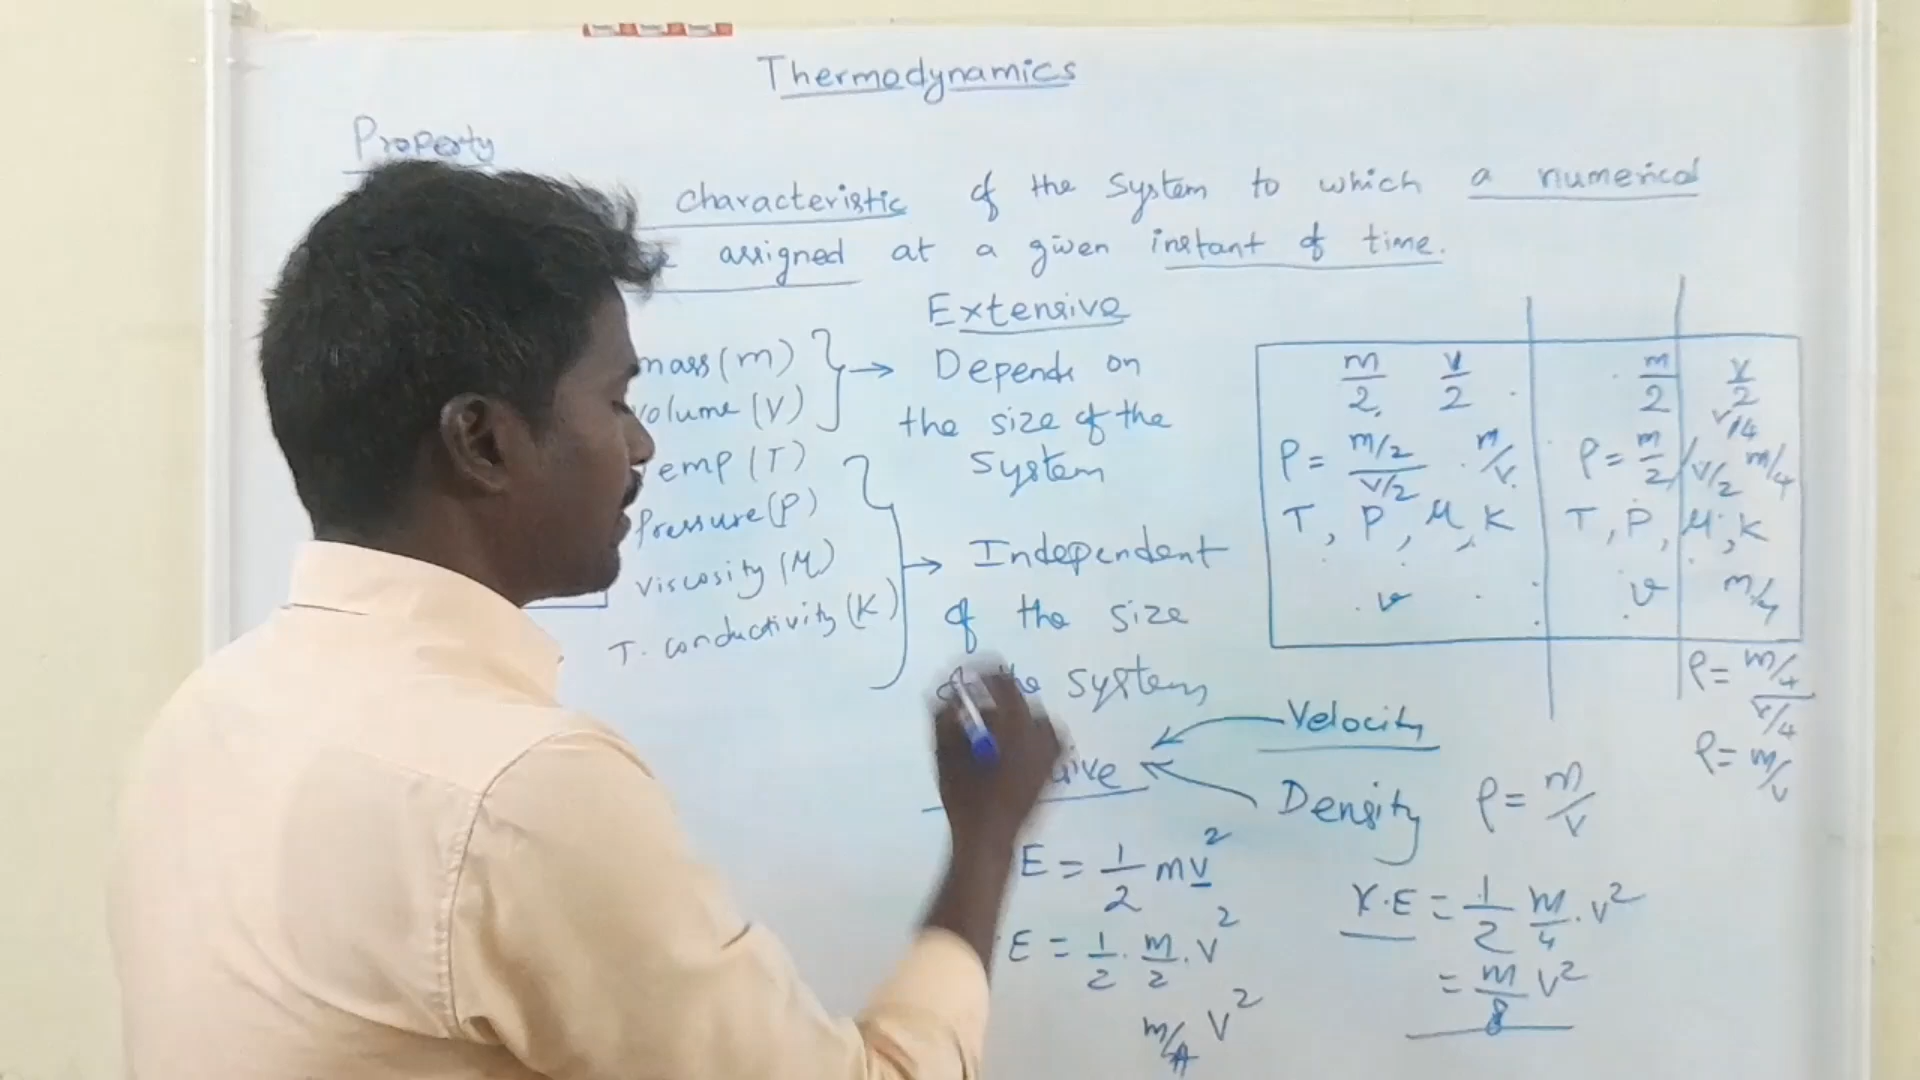 Thermodynamics
Property
characteristic of the system to which a numerical
assigned at a given instant of time.
Extensive
mass (m)
volume (V)
Temp (T)
Pressure (P)
Viscosity (μ)
T. conductivity (K)
Depends on
the size of the
system
Independent
of the size
of the system
m/2 V/2
ρ = m/2 / V/2 m/V
T, P, μ, K
v
m/2 V/2
V/4
ρ = m/2 / V/2 m/4
T, P, μ, K
v m/4
ρ = m/4 / V/4
ρ = m/V
Velocity
Density ρ = m/V
E = 1/2 mv²
E = 1/2 . m/2 . V²
m/4 V²
K.E = 1/2 m/4 . V²
= m/8 V²